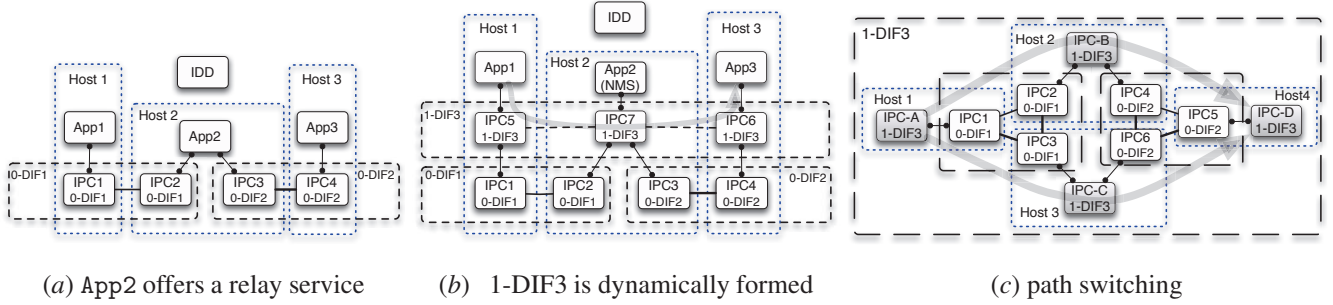 IDD
Host 1
Host 3
Host 2
App1
App2
App3
0-DIF1
0-DIF2
IPC1
0-DIF1
IPC2
0-DIF1
IPC3
0-DIF2
IPC4
0-DIF2
(a) App2 offers a relay service
IDD
Host 1
Host 3
Host 2
App1
App2
(NMS)
App3
1-DIF3
IPC5
1-DIF3
IPC7
1-DIF3
IPC6
1-DIF3
0-DIF1
0-DIF2
IPC1
0-DIF1
IPC2
0-DIF1
IPC3
0-DIF2
IPC4
0-DIF2
(b) 1-DIF3 is dynamically formed
1-DIF3
Host 2
IPC-B
1-DIF3
IPC2
0-DIF1
IPC4
0-DIF2
Host 1
Host4
IPC-A
1-DIF3
IPC1
0-DIF1
IPC5
0-DIF2
IPC-D
1-DIF3
IPC3
0-DIF1
IPC6
0-DIF2
IPC-C
1-DIF3
Host 3
(c) path switching